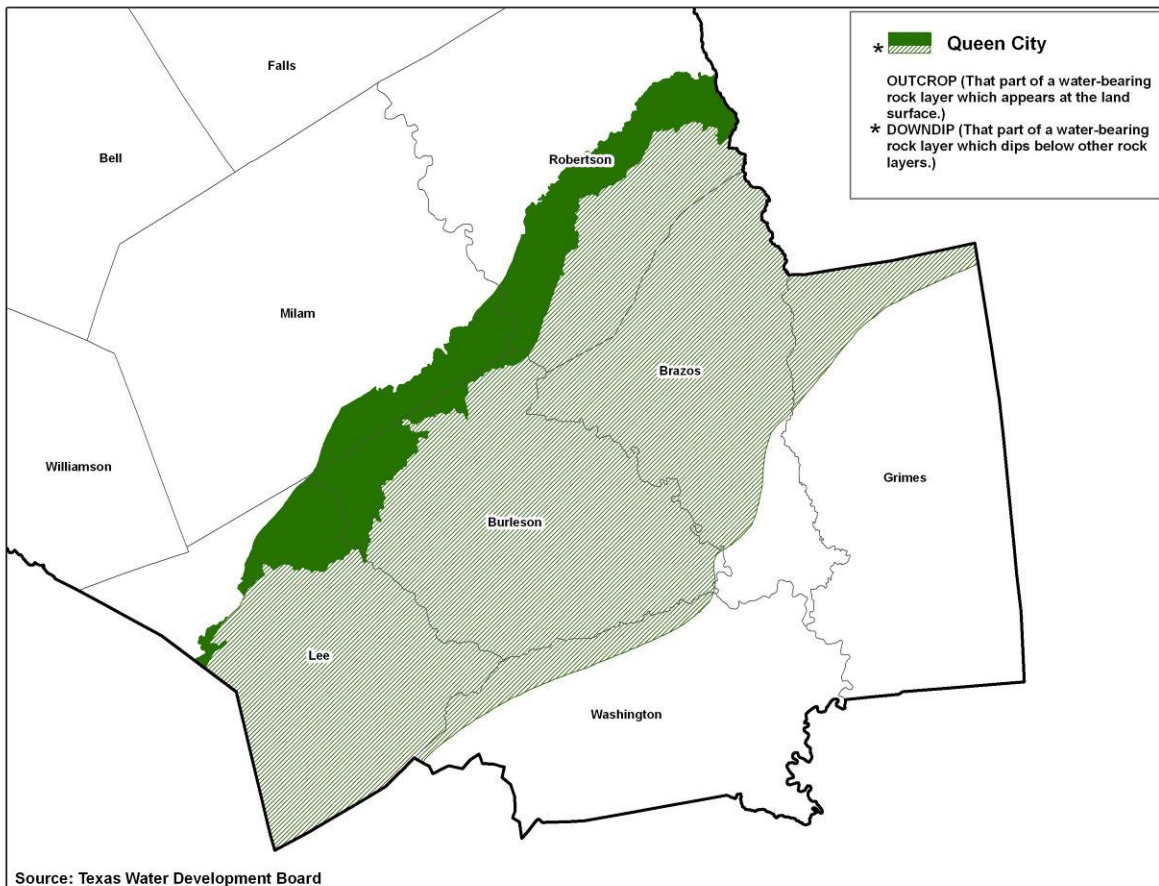 * Queen City
OUTCROP (That part of a water-bearing
rock layer which appears at the land
surface.)
* DOWNDIP (That part of a water-bearing
rock layer which dips below other rock
layers.)
Falls
Bell
Robertson
Milam
Brazos
Williamson
Grimes
Burleson
Lee
Washington
Source: Texas Water Development Board